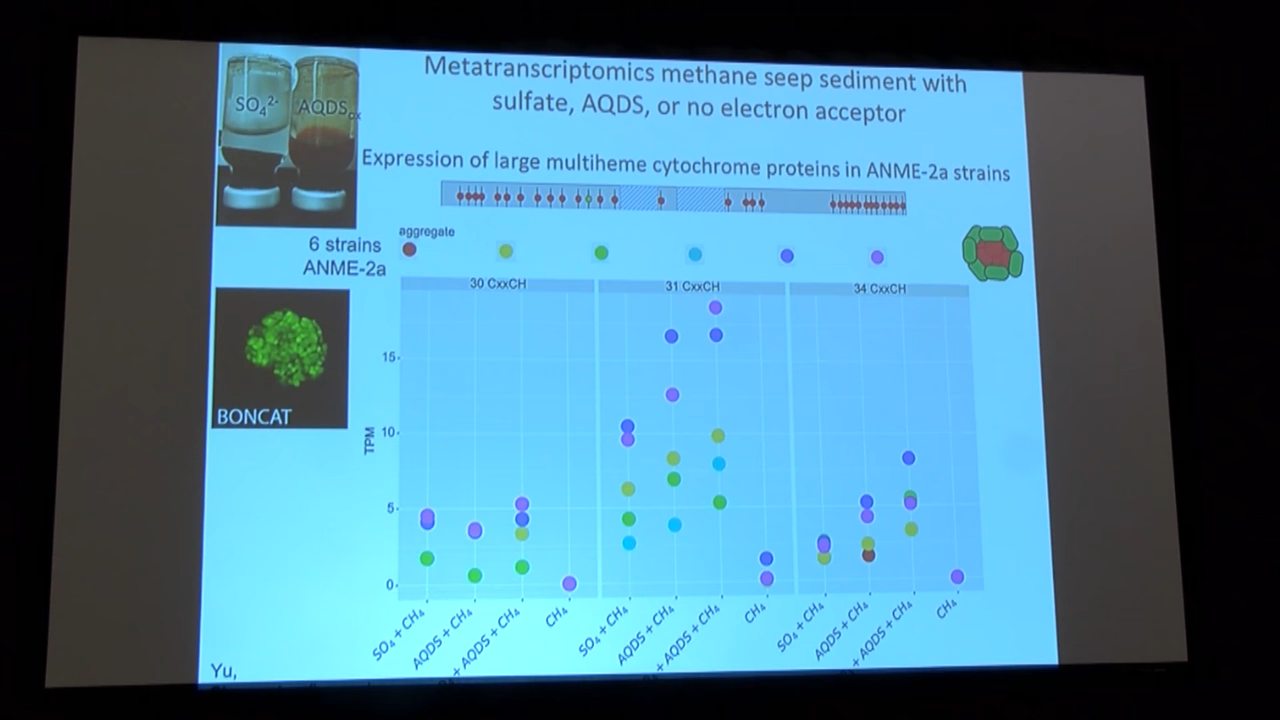 Metatranscriptomics methane seep sediment with
sulfate, AQDS, or no electron acceptor
SO₄²⁻
AQDSox
Expression of large multiheme cytochrome proteins in ANME-2a strains
6 strains
ANME-2a
aggregate
30 CxxCH
31 CxxCH
34 CxxCH
BONCAT
TPM
15
10
5
0
SO₄ + CH₄
AQDS + CH₄
+ AQDS + CH₄
CH₄
SO₄ + CH₄
AQDS + CH₄
+ AQDS + CH₄
CH₄
SO₄ + CH₄
AQDS + CH₄
+ AQDS + CH₄
CH₄
Yu,